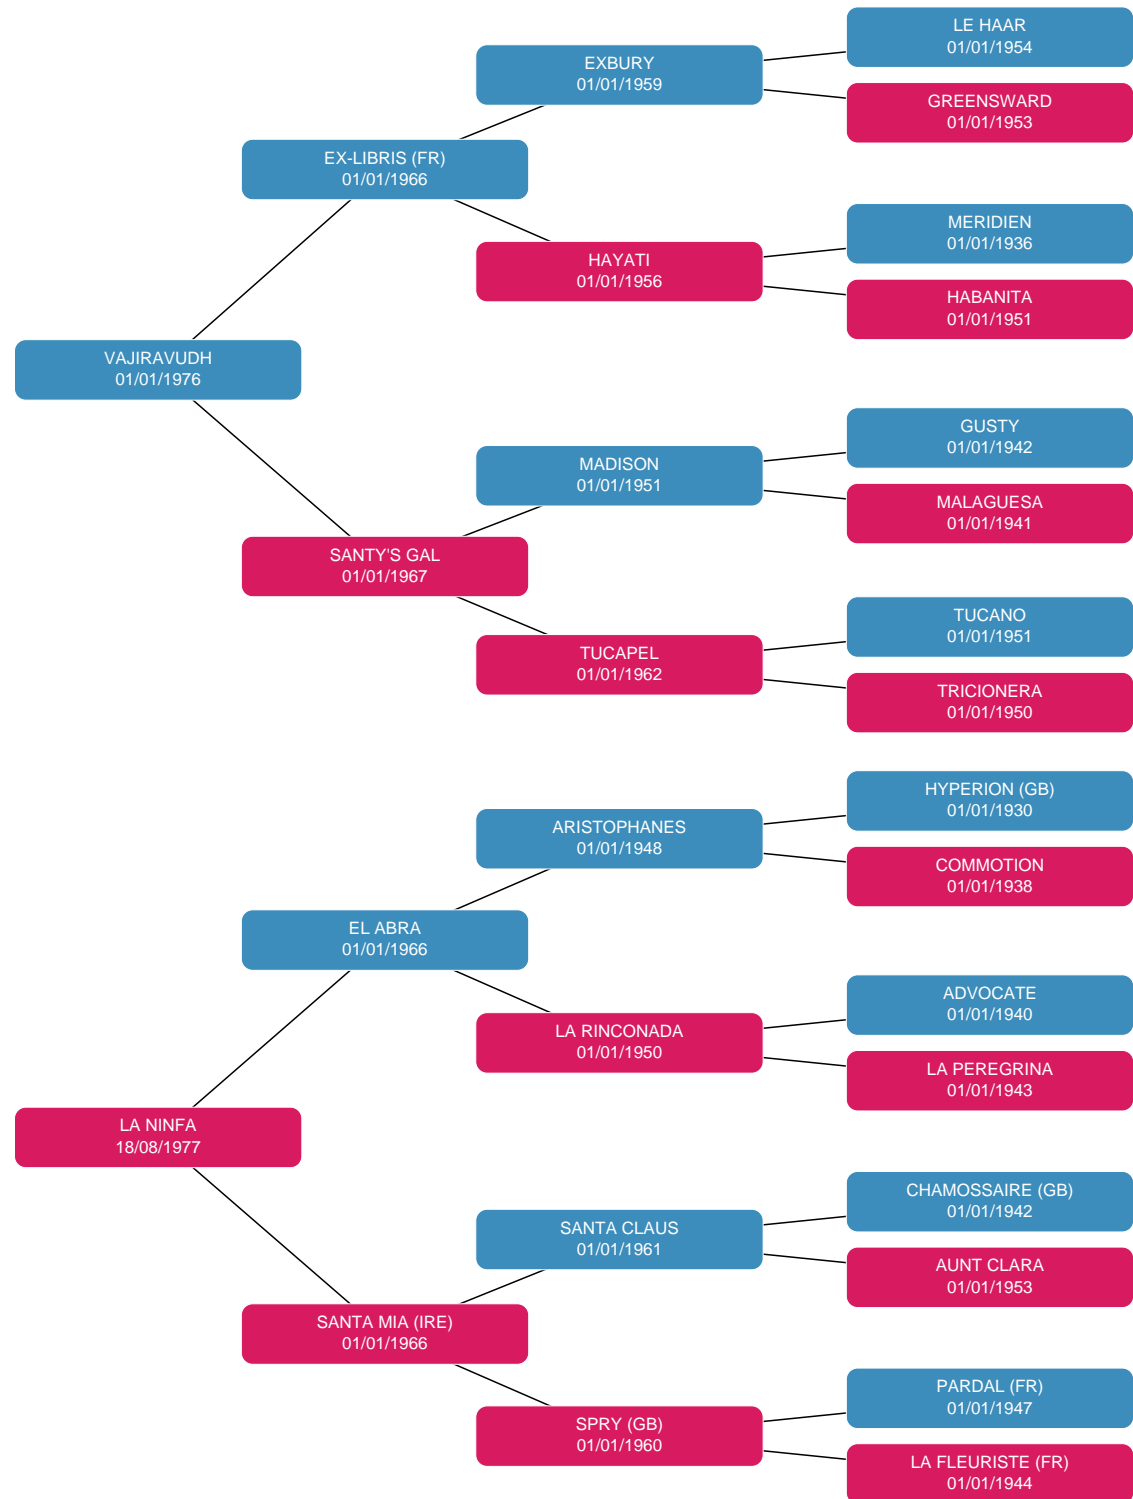 LE HAAR
01/01/1954
EXBURY
01/01/1959
GREENSWARD
01/01/1953
EX-LIBRIS (FR)
01/01/1966
MERIDIEN
01/01/1936
HAYATI
01/01/1956
HABANITA
01/01/1951
VAJIRAVUDH
01/01/1976
GUSTY
01/01/1942
MADISON
01/01/1951
MALAGUESA
01/01/1941
SANTY'S GAL
01/01/1967
TUCANO
01/01/1951
TUCAPEL
01/01/1962
TRICIONERA
01/01/1950
HYPERION (GB)
01/01/1930
ARISTOPHANES
01/01/1948
COMMOTION
01/01/1938
EL ABRA
01/01/1966
ADVOCATE
01/01/1940
LA RINCONADA
01/01/1950
LA PEREGRINA
01/01/1943
LA NINFA
18/08/1977
CHAMOSSAIRE (GB)
01/01/1942
SANTA CLAUS
01/01/1961
AUNT CLARA
01/01/1953
SANTA MIA (IRE)
01/01/1966
PARDAL (FR)
01/01/1947
SPRY (GB)
01/01/1960
LA FLEURISTE (FR)
01/01/1944